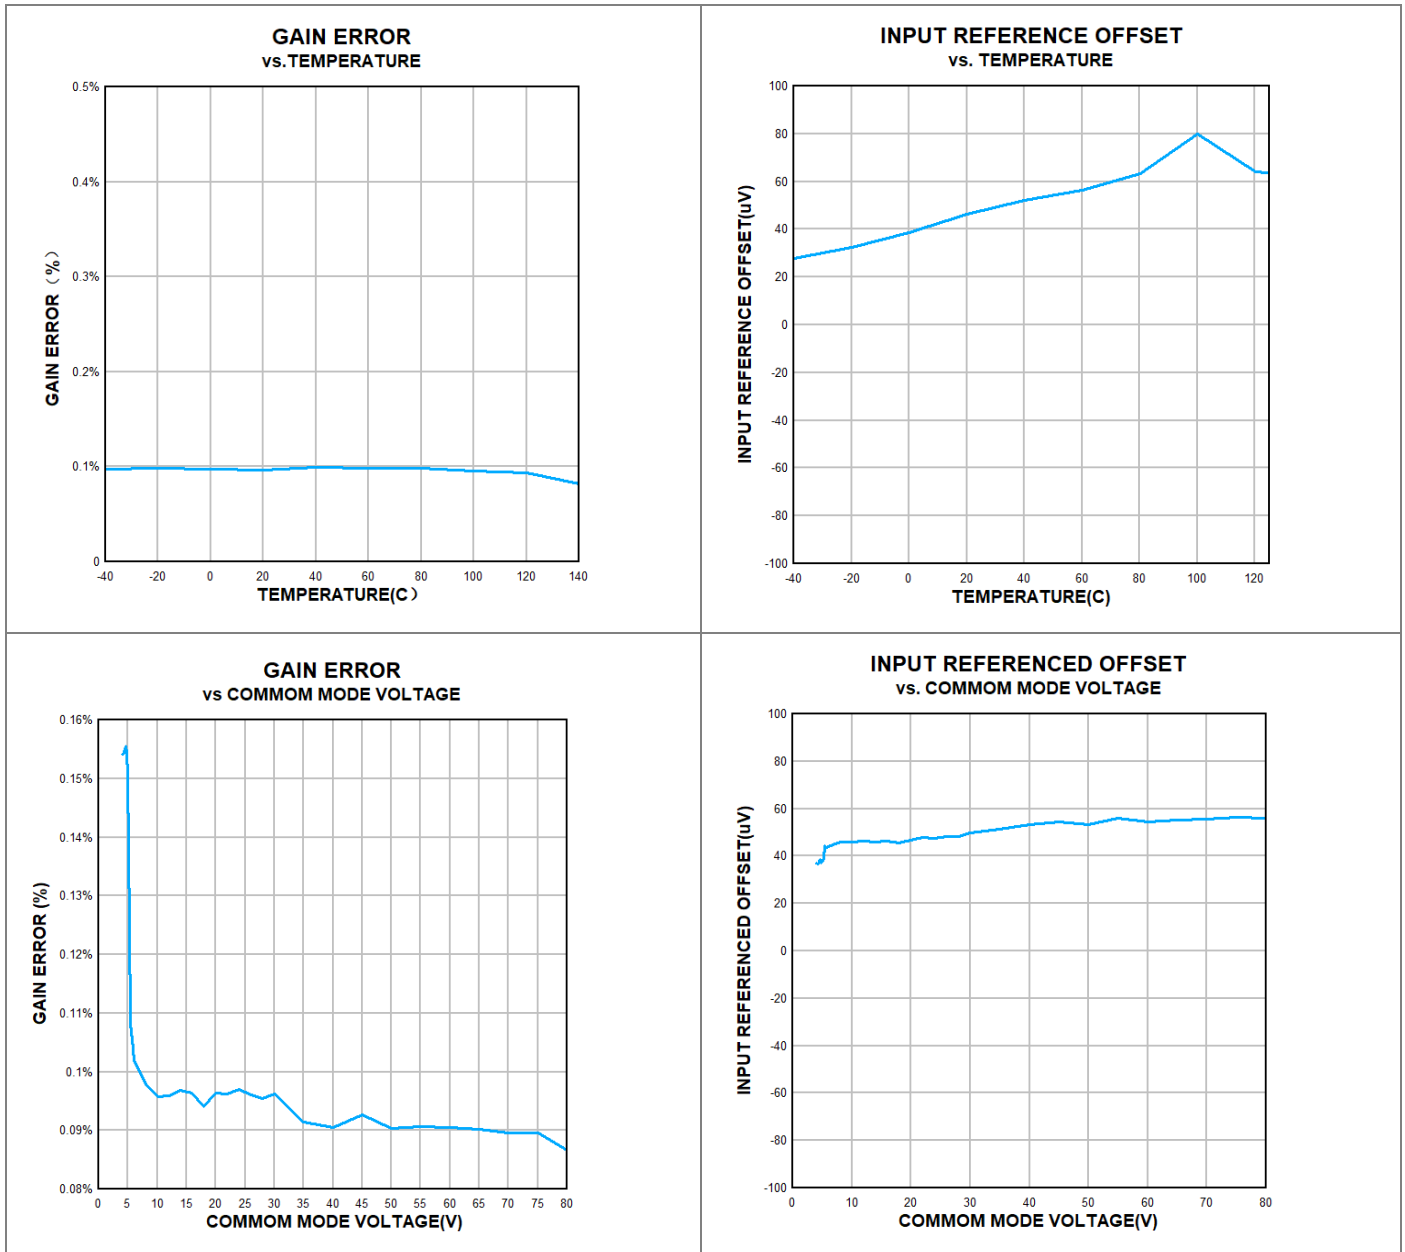 GAIN ERROR
vs.TEMPERATURE
0.5%
0.4%
0.3%
0.2%
0.1%
0
GAIN ERROR（%）
-40 -20 0 20 40 60 80 100 120 140
TEMPERATURE(C）
INPUT REFERENCE OFFSET
vs. TEMPERATURE
100
80
60
40
20
0
-20
-40
-60
-80
-100
INPUT REFERENCE OFFSET(uV)
-40 -20 0 20 40 60 80 100 120
TEMPERATURE(C)
GAIN ERROR
vs COMMOM MODE VOLTAGE
0.16%
0.15%
0.14%
0.13%
0.12%
0.11%
0.1%
0.09%
0.08%
GAIN ERROR (%)
0 5 10 15 20 25 30 35 40 45 50 55 60 65 70 75 80
COMMOM MODE VOLTAGE(V)
INPUT REFERENCED OFFSET
vs. COMMOM MODE VOLTAGE
100
80
60
40
20
0
-20
-40
-60
-80
-100
INPUT REFERENCED OFFSET(uV)
0 10 20 30 40 50 60 70 80
COMMOM MODE VOLTAGE(V)